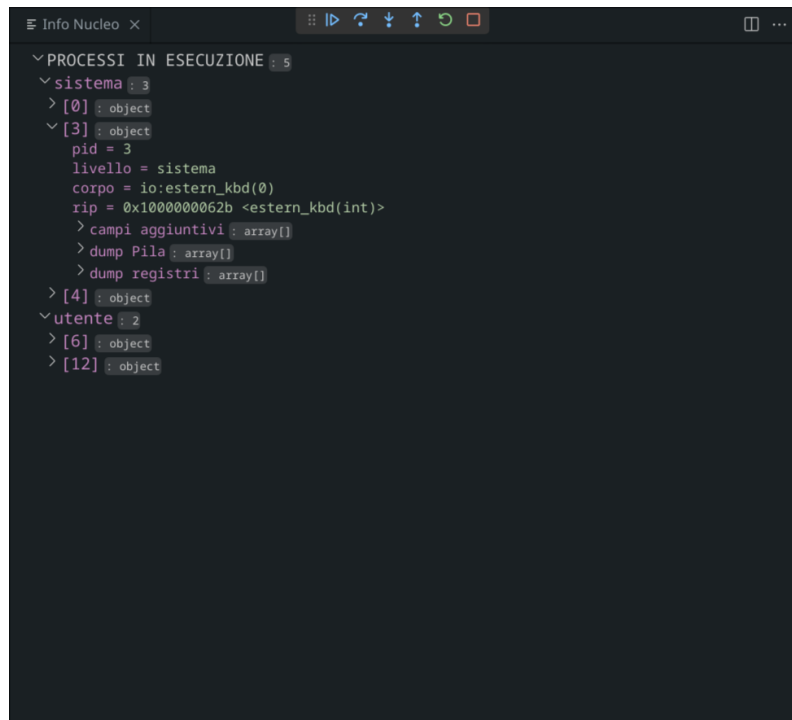 Info Nucleo
PROCESSI IN ESECUZIONE : 5
sistema : 3
[0] : object
[3] : object
pid = 3
livello = sistema
corpo = io:estern_kbd(0)
rip = 0x1000000062b <estern_kbd(int)>
campi aggiuntivi : array[]
dump Pila : array[]
dump registri : array[]
[4] : object
utente : 2
[6] : object
[12] : object